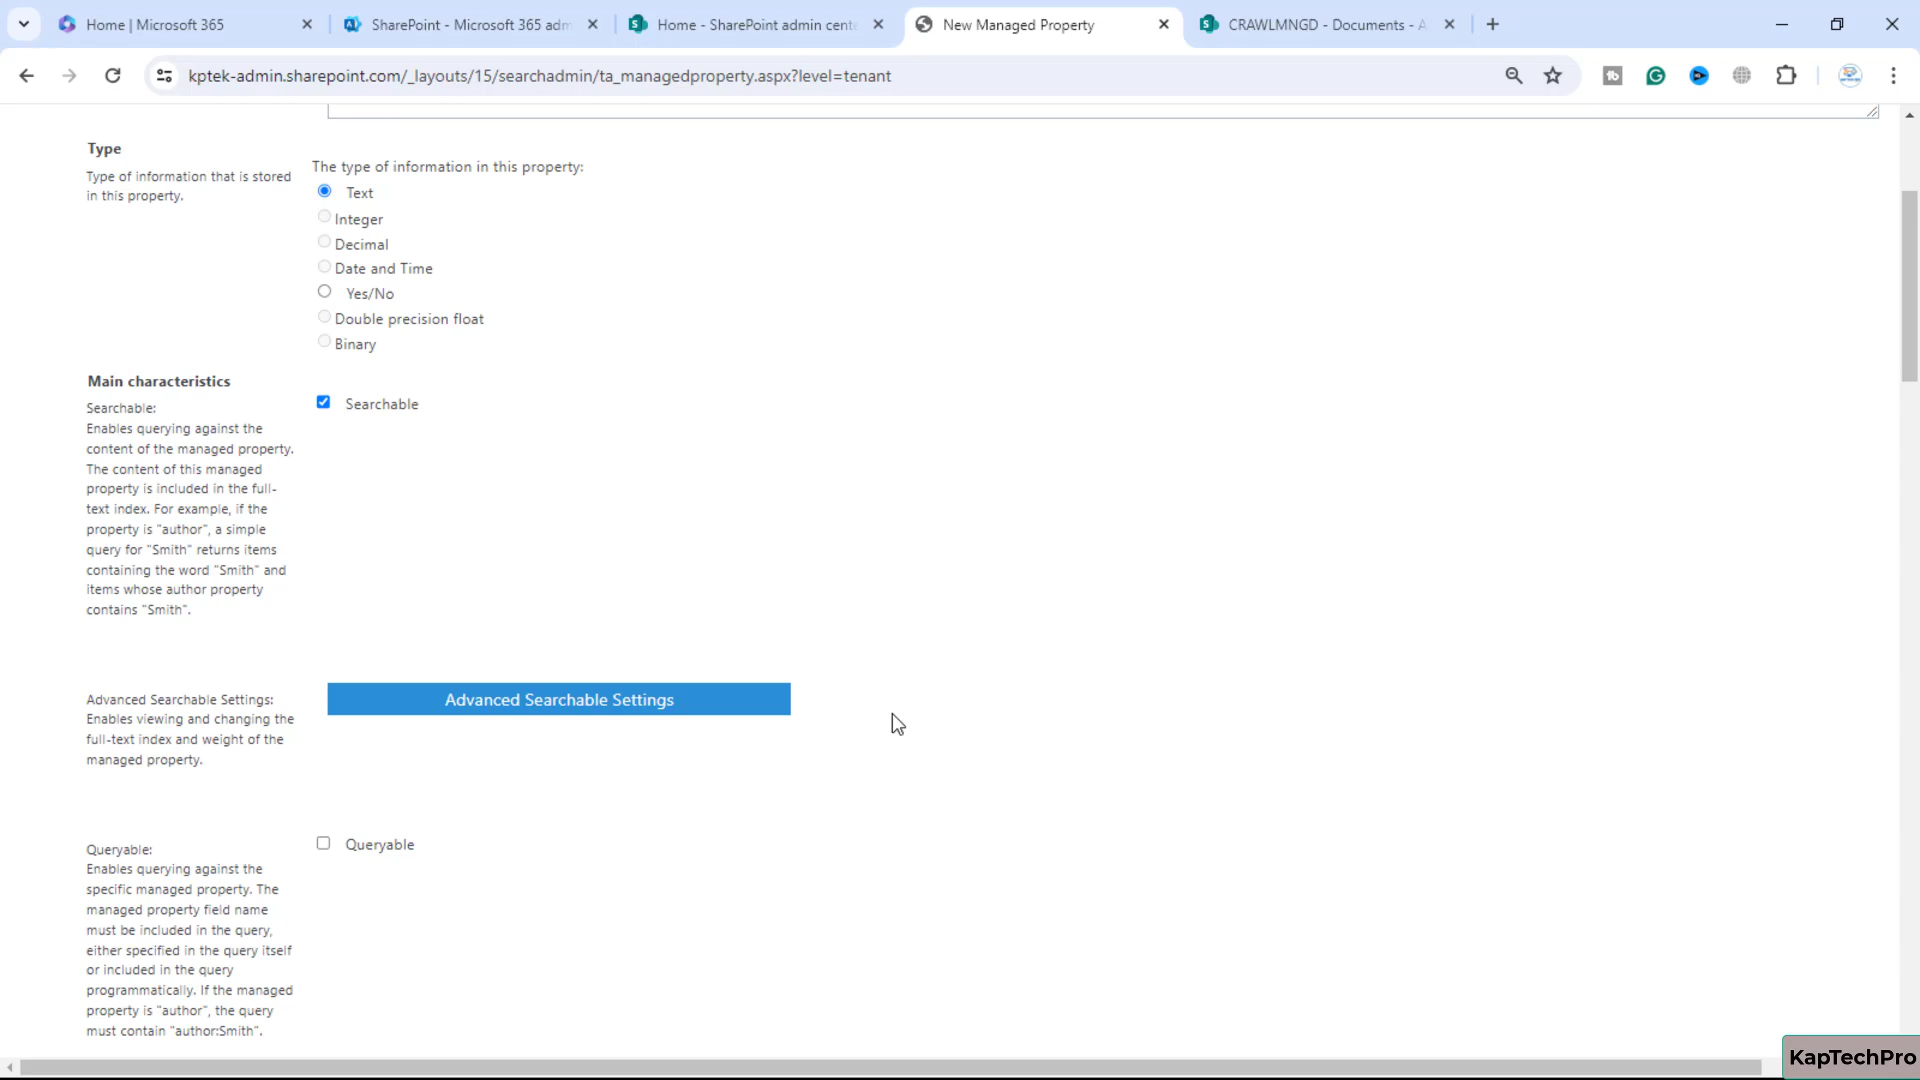 Home | Microsoft 365
SharePoint - Microsoft 365 adm
Home - SharePoint admin cente
New Managed Property
CRAWLMNGD - Documents - A
kptek-admin.sharepoint.com/_layouts/15/searchadmin/ta_managedproperty.aspx?level=tenant
Type
Type of information that is stored
in this property.
The type of information in this property:
Text
Integer
Decimal
Date and Time
Yes/No
Double precision float
Binary
Main characteristics
Searchable:
Enables querying against the
content of the managed property.
The content of this managed
property is included in the full-
text index. For example, if the
property is "author", a simple
query for "Smith" returns items
containing the word "Smith" and
items whose author property
contains "Smith".
Searchable
Advanced Searchable Settings:
Enables viewing and changing the
full-text index and weight of the
managed property.
Advanced Searchable Settings
Queryable:
Enables querying against the
specific managed property. The
managed property field name
must be included in the query,
either specified in the query itself
or included in the query
programmatically. If the managed
property is "author", the query
must contain "author:Smith".
Queryable
KapTechPro